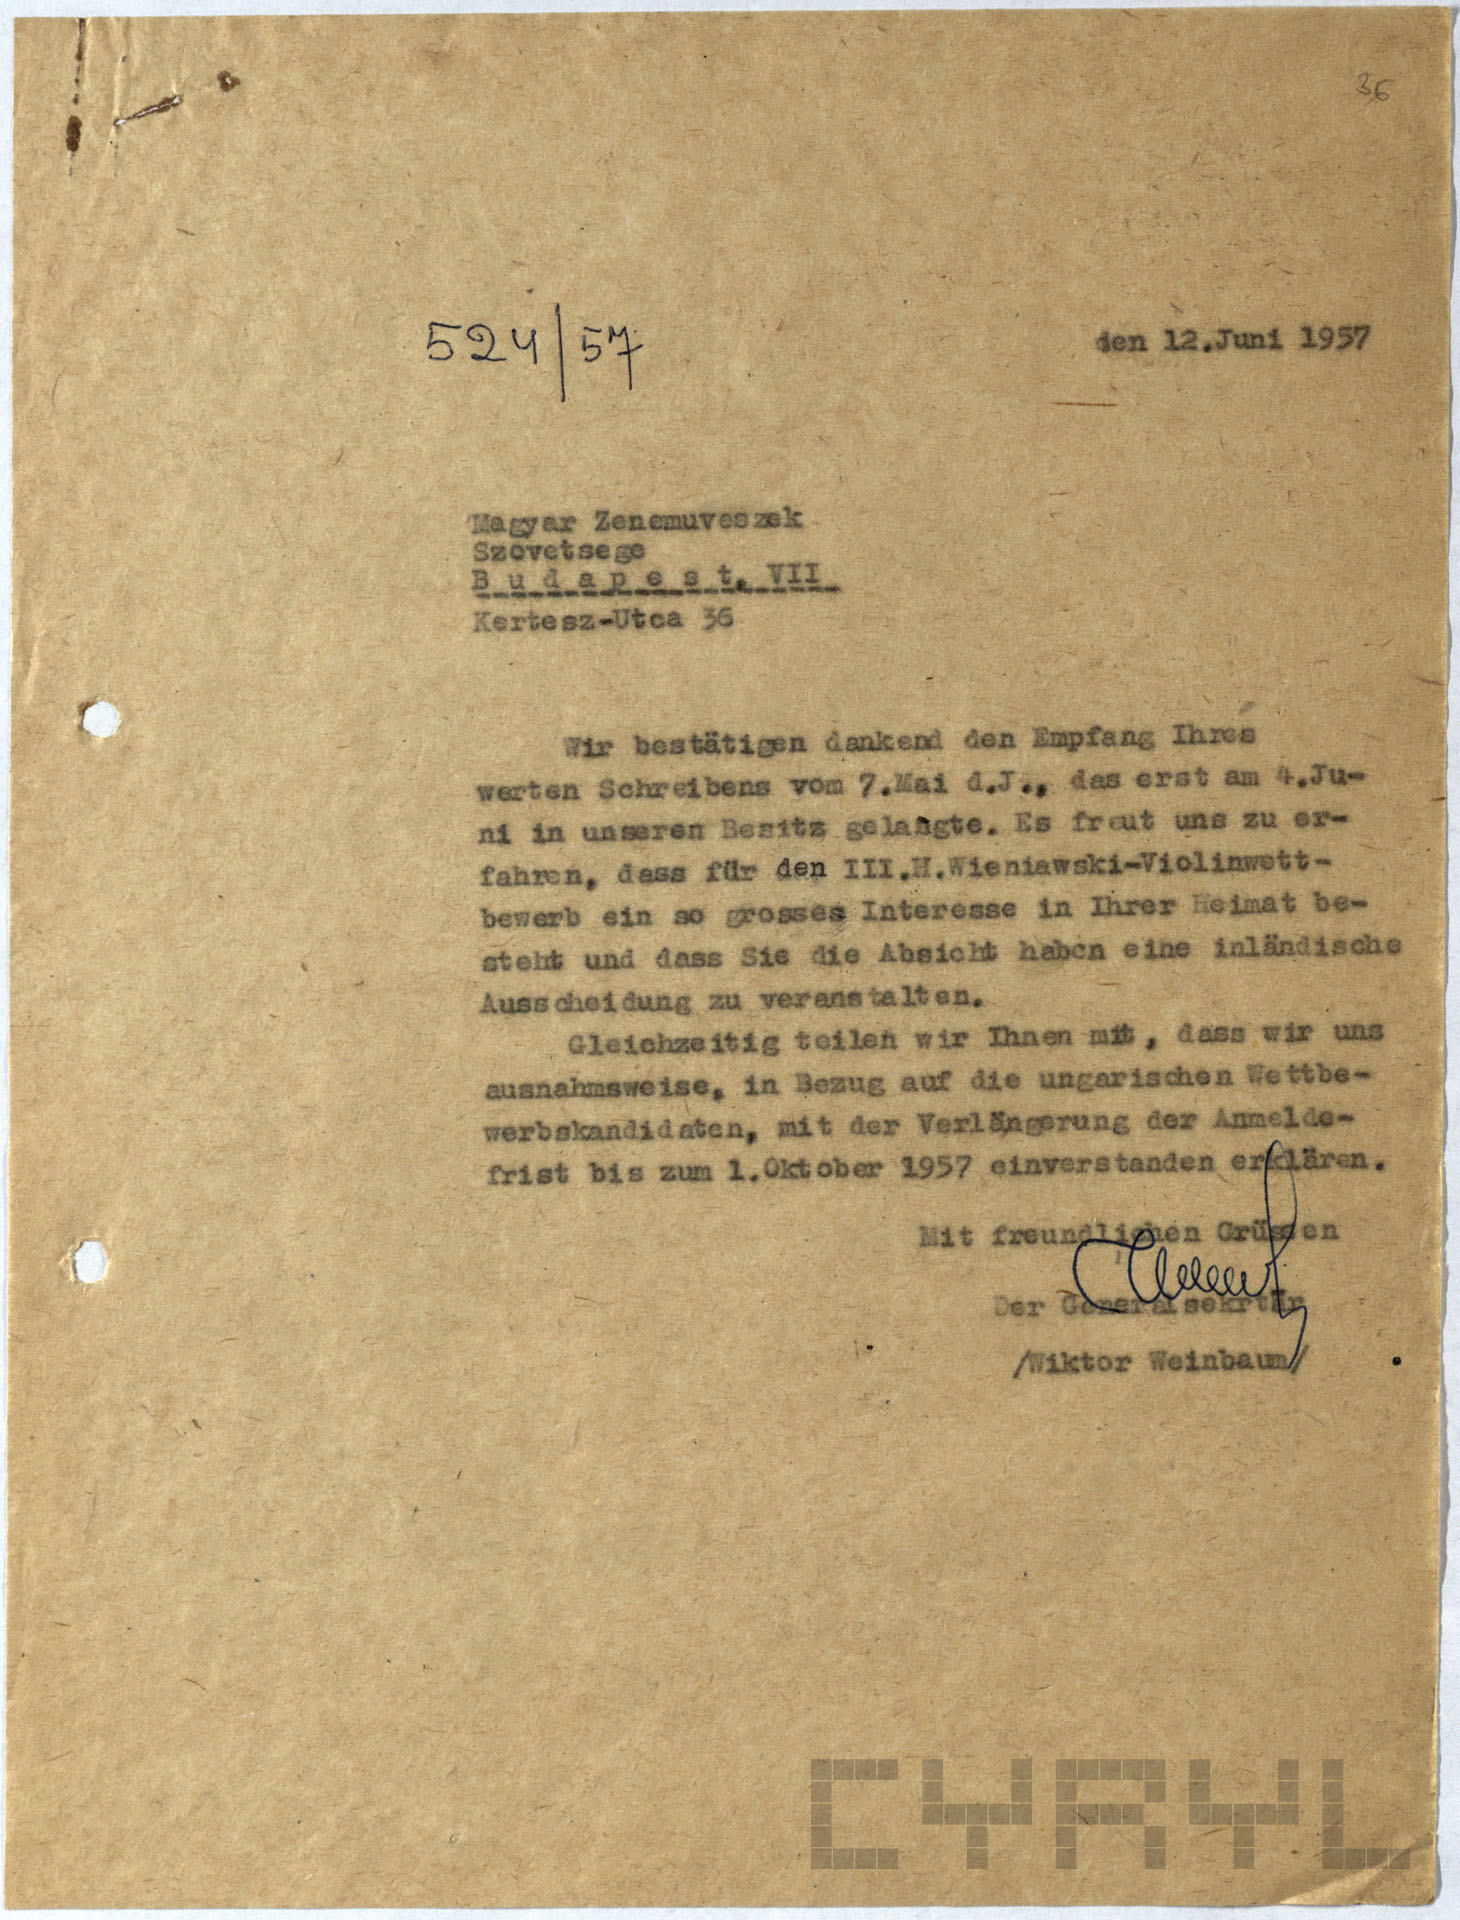 36
524/57
den 12.Juni 1957
Magyar Zenemuveszek
Szovetsege
B u d a p e s t, VII
Kertesz-Utca 36
Wir bestätigen dankend den Empfang Ihres
werten Schreibens vom 7.Mai d.J., das erst am 4.Ju-
ni in unseren Besitz gelangte. Es freut uns zu er-
fahren, dass für den III.H.Wieniawski-Violinwett-
bewerb ein so grosses Interesse in Ihrer Heimat be-
steht und dass Sie die Absicht haben eine inländische
Ausscheidung zu veranstalten.
Gleichzeitig teilen wir Ihnen mit, dass wir uns
ausnahmsweise, in Bezug auf die ungarischen Wettbe-
werbskandidaten, mit der Verlängerung der Anmelde-
frist bis zum 1.Oktober 1957 einverstanden erklären.
Mit freundlichen Grüssen
Der Generalsekrtär
/Wiktor Weinbaum/
CYRYL